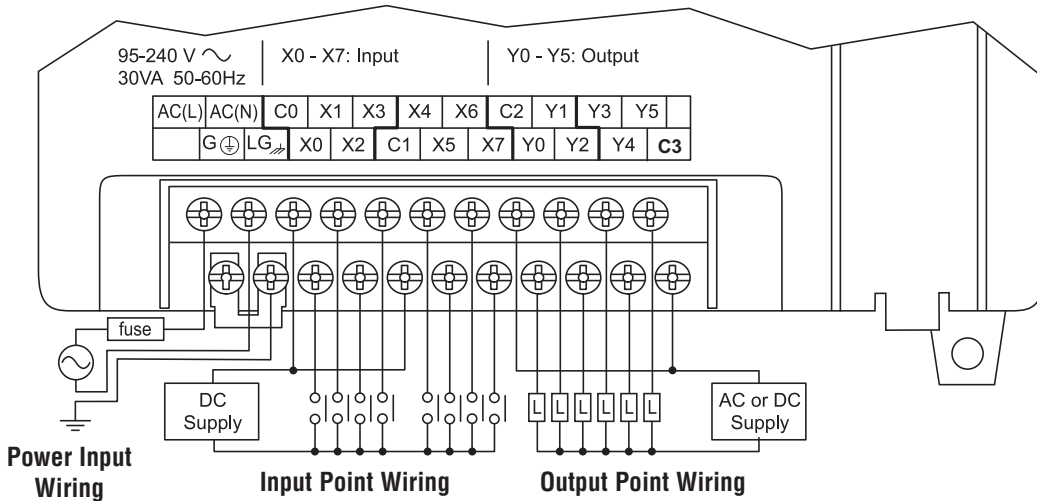 95-240 V
30VA 50-60Hz
X0 - X7: Input
Y0 - Y5: Output
AC(L) AC(N) C0 X1 X3 X4 X6 C2 Y1 Y3 Y5
G LG X0 X2 C1 X5 X7 Y0 Y2 Y4 C3
fuse
DC
Supply
L L L L L L
AC or DC
Supply
Power Input
Wiring
Input Point Wiring
Output Point Wiring